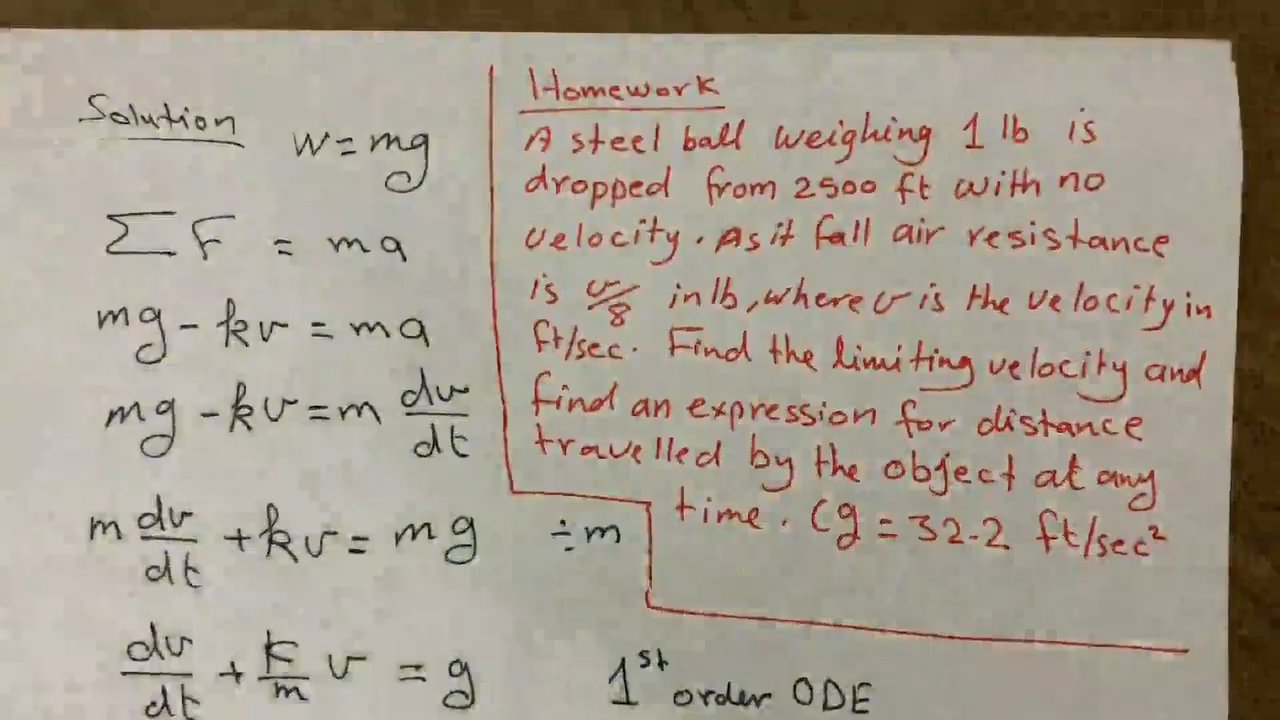 Solution
W = mg
ΣF = ma
mg - kv = ma
mg - kv = m dv/dt
m dv/dt + kv = mg ÷m
dv/dt + k/m v = g
1st order ODE
Homework
A steel ball weighing 1 lb is
dropped from 2500 ft with no
velocity. As it fall air resistance
is v/8 in lb, where v is the velocity in
ft/sec. Find the limiting velocity and
find an expression for distance
travelled by the object at any
time. (g = 32.2 ft/sec²